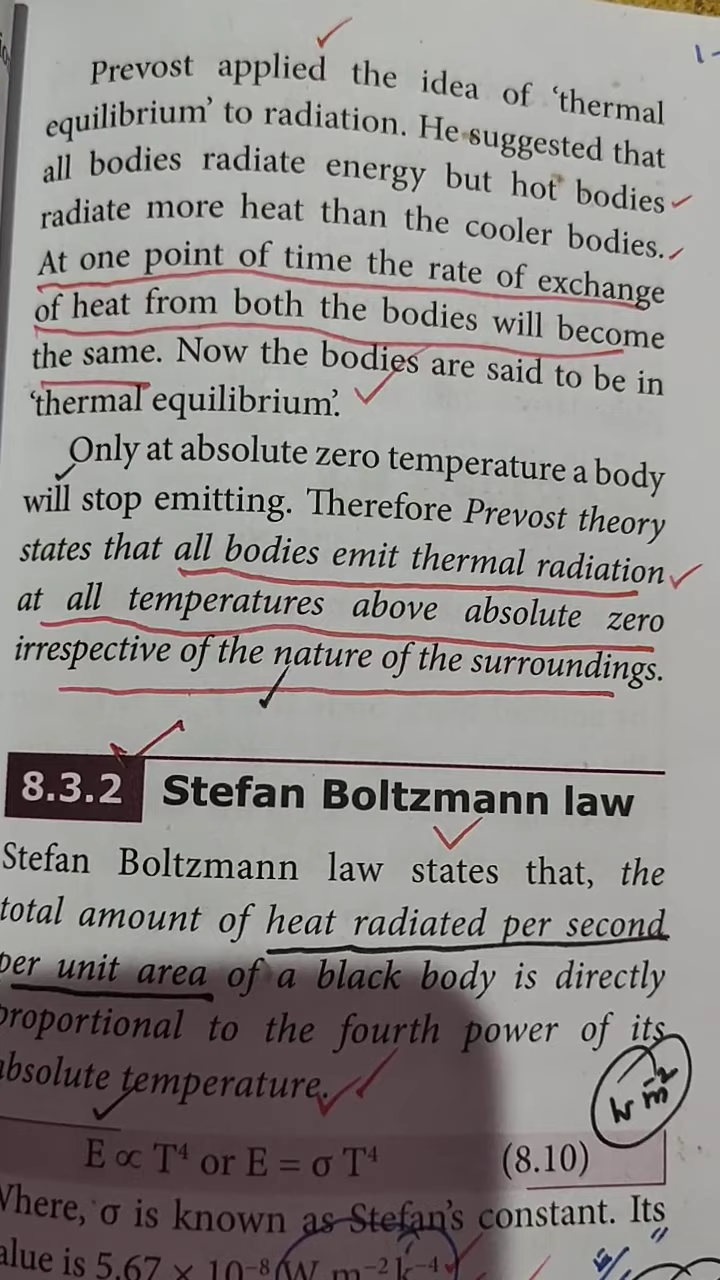 Prevost applied the idea of ‘thermal
equilibrium’ to radiation. He suggested that
all bodies radiate energy but hot bodies
radiate more heat than the cooler bodies.
At one point of time the rate of exchange
of heat from both the bodies will become
the same. Now the bodies are said to be in
‘thermal equilibrium’.
Only at absolute zero temperature a body
will stop emitting. Therefore Prevost theory
states that all bodies emit thermal radiation
at all temperatures above absolute zero
irrespective of the nature of the surroundings.
8.3.2 Stefan Boltzmann law
Stefan Boltzmann law states that, the
total amount of heat radiated per second
per unit area of a black body is directly
proportional to the fourth power of its
absolute temperature.
W m⁻²
E ∝ T⁴ or E = σ T⁴ (8.10)
Where, σ is known as Stefan’s constant. Its
alue is 5.67 × 10⁻⁸ W m⁻² k⁻⁴